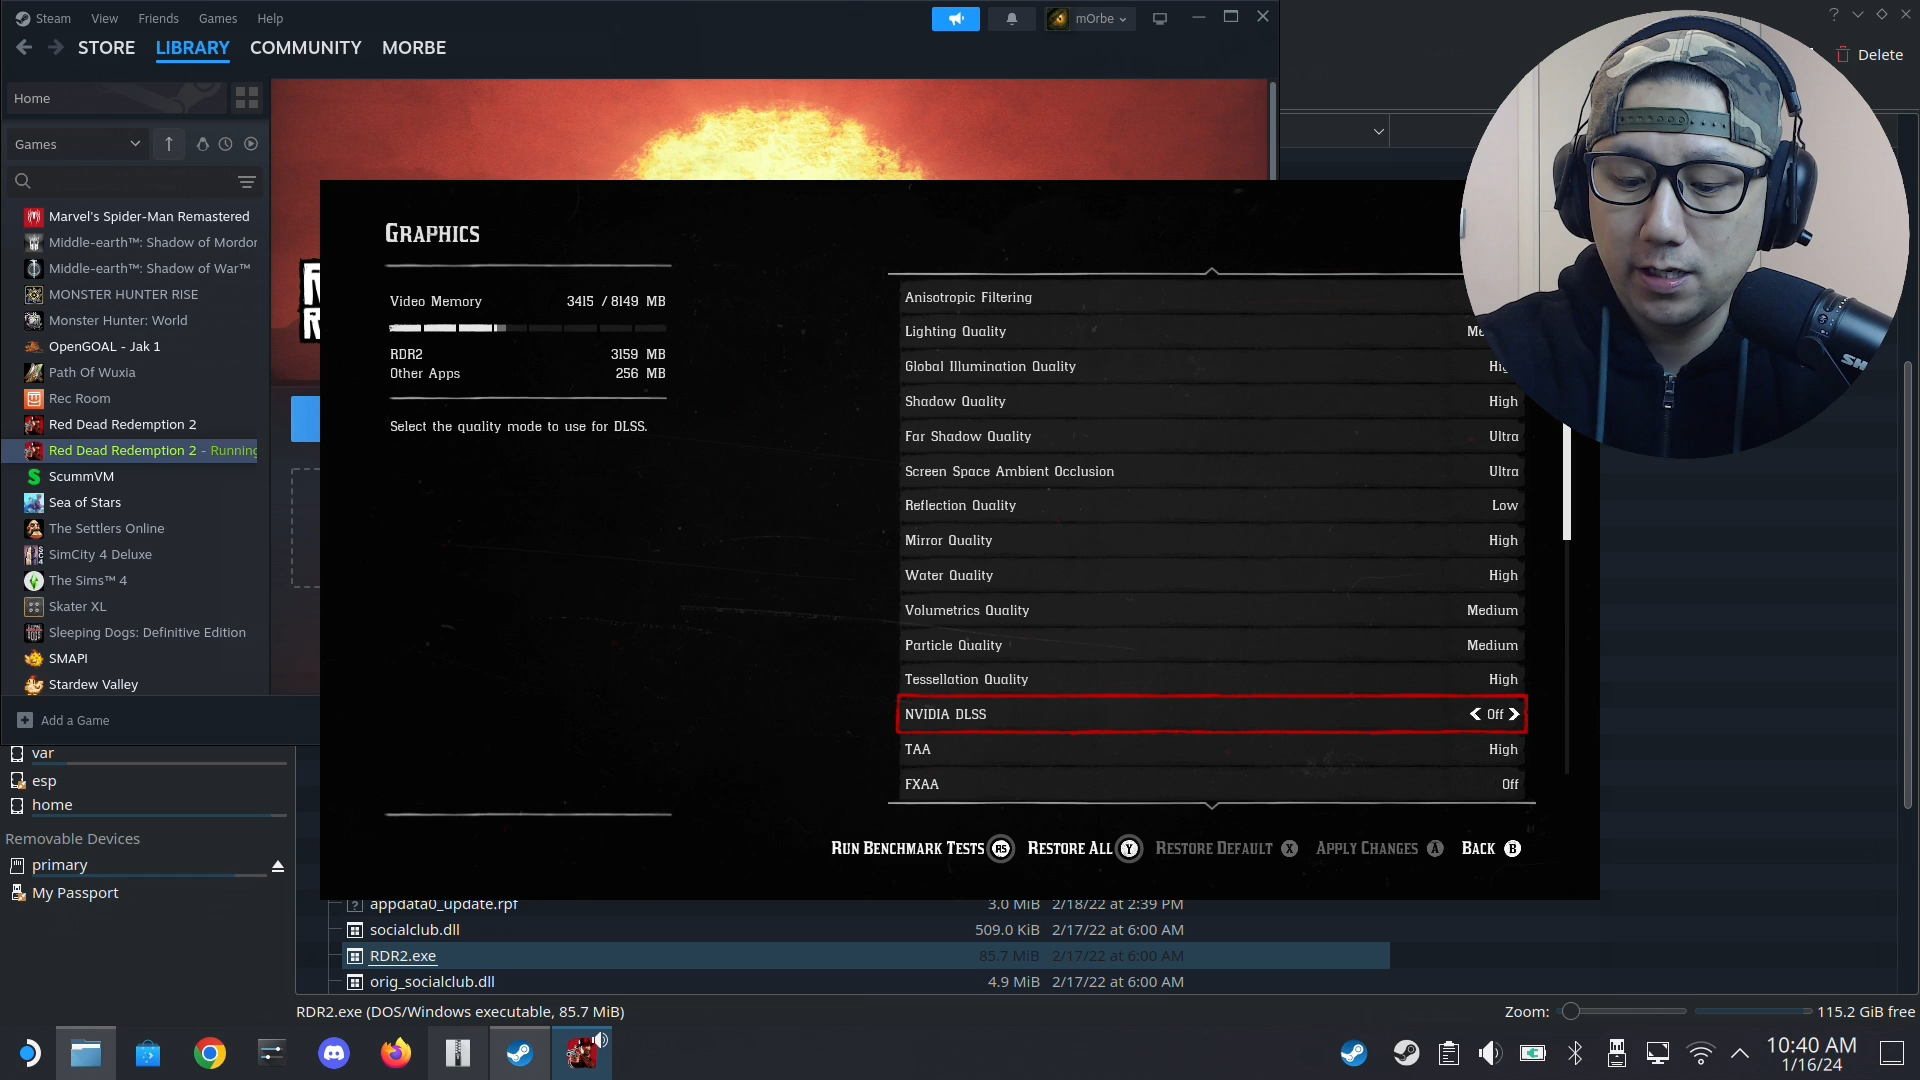 Steam View Friends Games Help
mOrbe
STORE LIBRARY COMMUNITY MORBE
Delete
Home
Games
Marvel's Spider-Man Remastered
Middle-earth™: Shadow of Mordor
Middle-earth™: Shadow of War™
MONSTER HUNTER RISE
Monster Hunter: World
OpenGOAL - Jak 1
Path Of Wuxia
Rec Room
Red Dead Redemption 2
Red Dead Redemption 2 - Running
ScummVM
Sea of Stars
The Settlers Online
SimCity 4 Deluxe
The Sims™ 4
Skater XL
Sleeping Dogs: Definitive Edition
SMAPI
Stardew Valley
Add a Game
var
esp
home
Removable Devices
primary
My Passport
GRAPHICS
Video Memory 3415 / 8149 MB
RDR2 3159 MB
Other Apps 256 MB
Select the quality mode to use for DLSS.
Anisotropic Filtering
Lighting Quality
Global Illumination Quality
Shadow Quality High
Far Shadow Quality Ultra
Screen Space Ambient Occlusion Ultra
Reflection Quality Low
Mirror Quality High
Water Quality High
Volumetrics Quality Medium
Particle Quality Medium
Tessellation Quality High
NVIDIA DLSS Off
TAA High
FXAA Off
RUN BENCHMARK TESTS RS RESTORE ALL Y RESTORE DEFAULT X APPLY CHANGES A BACK B
appdata0_update.rpf 3.0 MiB 2/18/22 at 2:39 PM
socialclub.dll 509.0 KiB 2/17/22 at 6:00 AM
RDR2.exe 85.7 MiB 2/17/22 at 6:00 AM
orig_socialclub.dll 4.9 MiB 2/17/22 at 6:00 AM
RDR2.exe (DOS/Windows executable, 85.7 MiB)
Zoom: 115.2 GiB free
10:40 AM
1/16/24